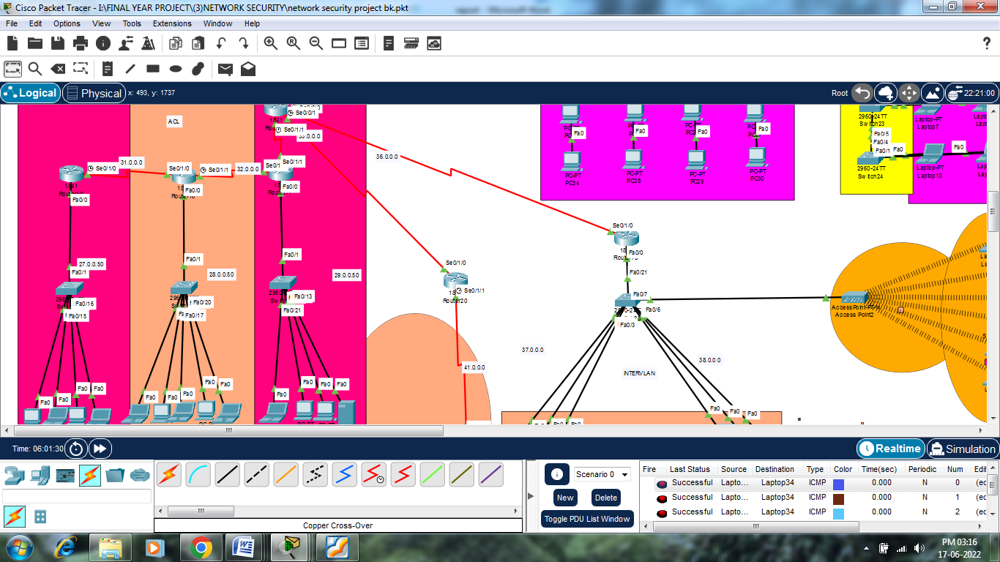 Cisco Packet Tracer - I:\FINAL YEAR PROJECT\(3)NETWORK SECURITY\network security project bk.pkt
File Edit Options View Tools Extensions Window Help
Logical Physical x: 493, y: 1737 Root 22:21:00
ACL
Se0/0/1
1841
Se0/1/1
33.0.0.0
31.0.0.0
Se0/1/0
Se0/1/0
Se0/1/1
32.0.0.0
Se0/1/1
1841
Fa0/0
Fa0/0
Fa0/0
36.0.0.0
Fa0 Fa0 Fa0 Fa0
PC-PT
PC34
PC-PT
PC28
PC-PT
PC29
PC-PT
PC30
2960-24TT
Switch23
Laptop-PT
Laptop7
Fa0/5
Fa0/4
Fa0/1
Fa0
Fa0
2960-24TT
Switch24
Laptop-PT
Laptop10
Se0/1/0
Fa0/0
Fa0/21
Fa0/7
Fa0/6
Fa0/3
Se0/1/0
Se0/1/1
Router20
Fa0/1
27.0.0.50
Fa0/1
Fa0/1
28.0.0.50
29.0.0.50
Fa0/16
Fa0/15
Fa0/20
Fa0/17
Fa0/13
Fa0/21
AccessPoint-PT-N
Access Point2
37.0.0.0
38.0.0.0
INTERVLAN
41.0.0.0
Fa0 Fa0 Fa0 Fa0
Fa0 Fa0 Fa0 Fa0
Fa0 Fa0 Fa0 Fa0
Fa0 Fa0 Fa0
Fa0 Fa0 Fa0
Time: 06:01:30 Realtime Simulation
Scenario 0
New Delete
Toggle PDU List Window
Copper Cross-Over
Fire Last Status Source Destination Type Color Time(sec) Periodic Num Edit
Successful Lapto... Laptop34 ICMP 0.000 N 0 (ec
Successful Lapto... Laptop34 ICMP 0.000 N 1 (ec
Successful Lapto... Laptop34 ICMP 0.000 N 2 (ec
PM 03:16
17-06-2022